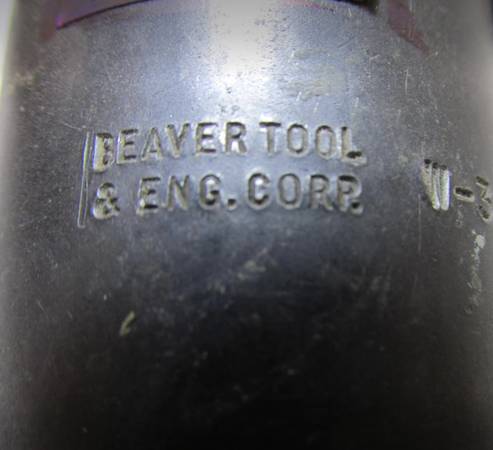 BEAVER TOOL
& ENG. CORP.